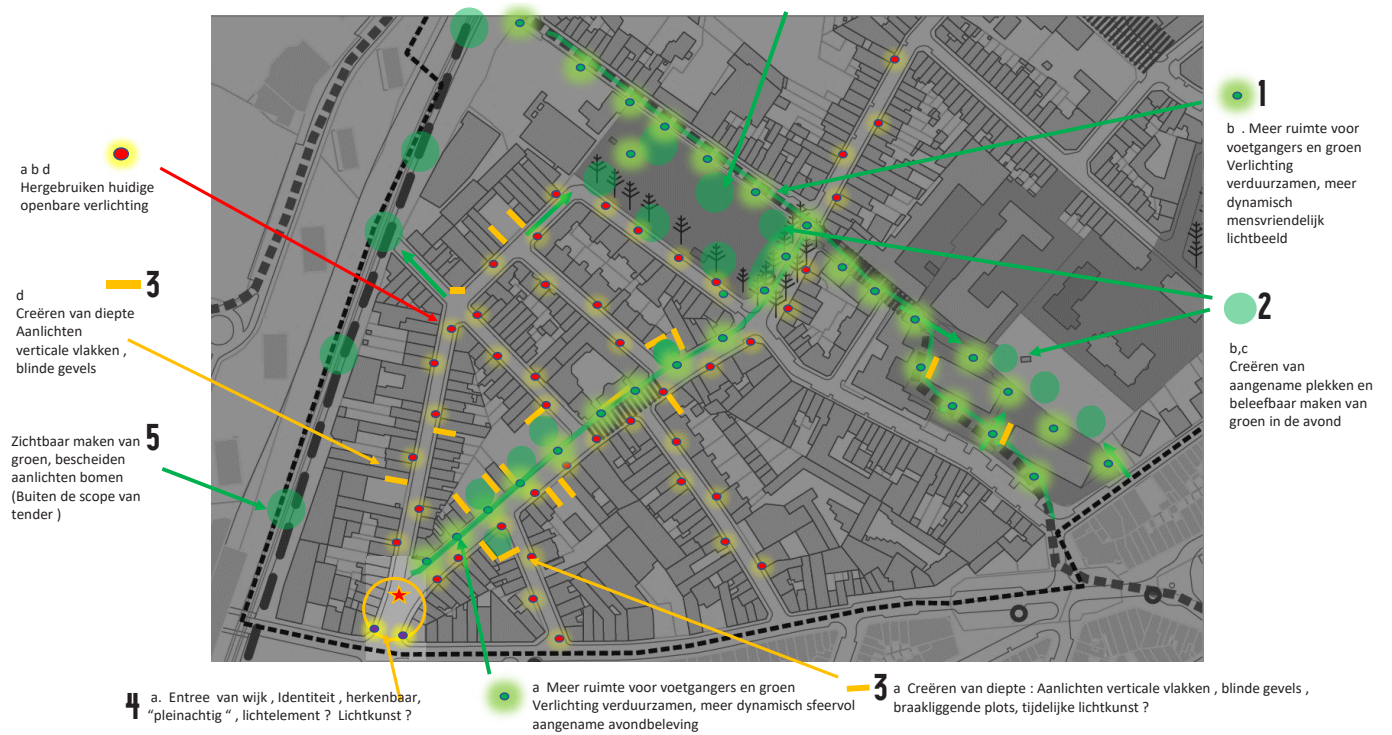 a b d
Hergebruiken huidige
openbare verlichting
3
d
Creëren van diepte
Aanlichten
verticale vlakken ,
blinde gevels
5
Zichtbaar maken van
groen, bescheiden
aanlichten bomen
(Buiten de scope van
tender )
1
b . Meer ruimte voor
voetgangers en groen
Verlichting
verduurzamen, meer
dynamisch
mensvriendelijk
lichtbeeld
2
b,c
Creëren van
aangename plekken en
beleefbaar maken van
groen in de avond
4 a. Entree van wijk , Identiteit , herkenbaar,
"pleinachtig “ , lichtelement ? Lichtkunst ?
a Meer ruimte voor voetgangers en groen
Verlichting verduurzamen, meer dynamisch sfeervol
aangename avondbeleving
3 a Creëren van diepte : Aanlichten verticale vlakken , blinde gevels ,
braakliggende plots, tijdelijke lichtkunst ?